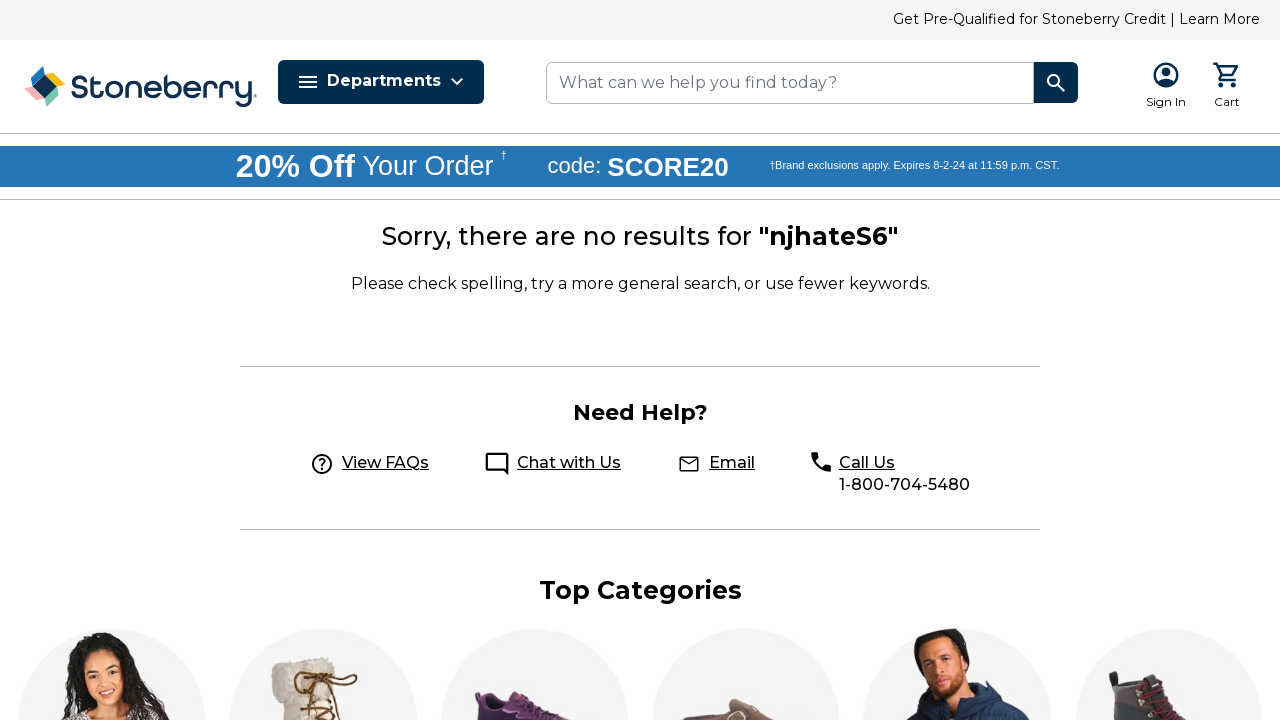 Get Pre-Qualified for Stoneberry Credit | Learn More
Stoneberry®
Departments
What can we help you find today?
Sign In
Cart
20% Off Your Order † code: SCORE20 †Brand exclusions apply. Expires 8-2-24 at 11:59 p.m. CST.
Sorry, there are no results for "njhateS6"
Please check spelling, try a more general search, or use fewer keywords.
Need Help?
View FAQs
Chat with Us
Email
Call Us
1-800-704-5480
Top Categories